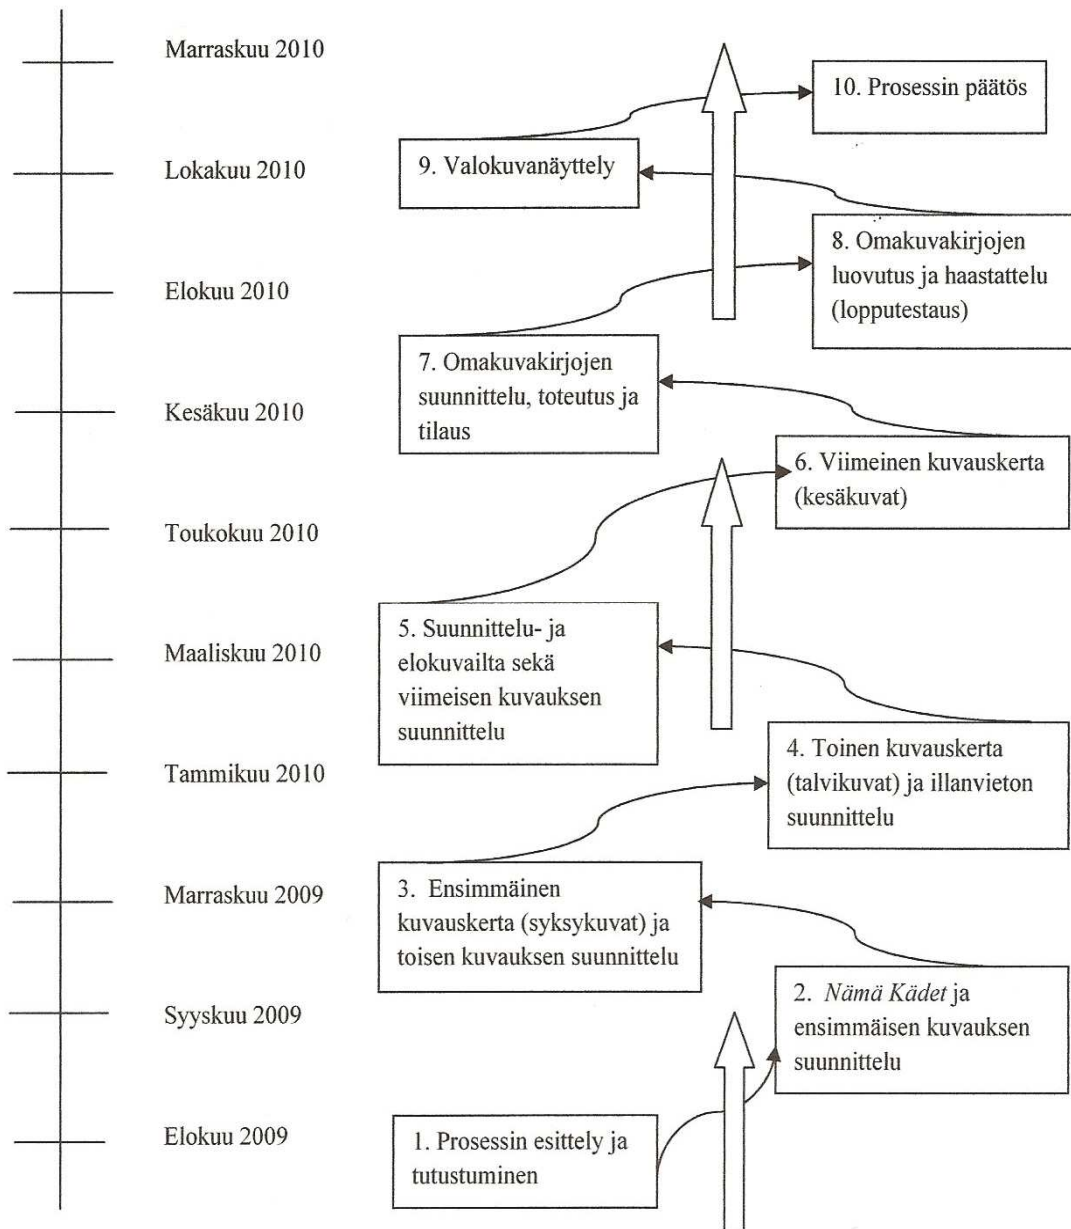 Marraskuu 2010
10. Prosessin päätös
9. Valokuvanäyttely
Lokakuu 2010
8. Omakuvakirjojen
luovutus ja haastattelu
(lopputestaus)
Elokuu 2010
7. Omakuvakirjojen
suunnittelu, toteutus ja
tilaus
Kesäkuu 2010
6. Viimeinen kuvauskerta
(kesäkuvat)
Toukokuu 2010
5. Suunnittelu- ja
elokuvailta sekä
viimeisen kuvauksen
suunnittelu
Maaliskuu 2010
4. Toinen kuvauskerta
(talvikuvat) ja illanvieton
suunnittelu
Tammikuu 2010
3. Ensimmäinen
kuvauskerta (syksykuvat) ja
toisen kuvauksen suunnittelu
Marraskuu 2009
2. Nämä Kädet ja
ensimmäisen kuvauksen
suunnittelu
Syyskuu 2009
1. Prosessin esittely ja
tutustuminen
Elokuu 2009